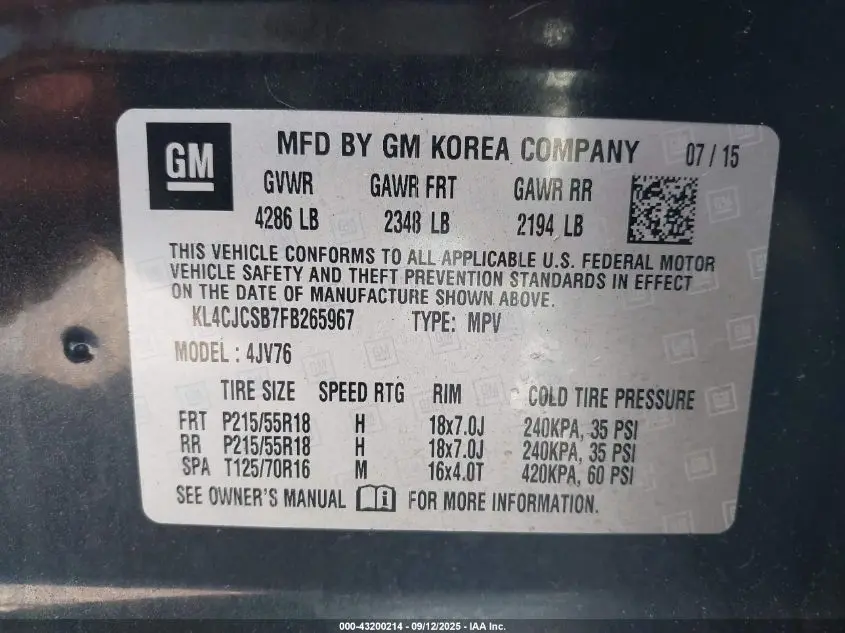 GM
MFD BY GM KOREA COMPANY 07 / 15
GVWR GAWR FRT GAWR RR
4286 LB 2348 LB 2194 LB
THIS VEHICLE CONFORMS TO ALL APPLICABLE U.S. FEDERAL MOTOR
VEHICLE SAFETY AND THEFT PREVENTION STANDARDS IN EFFECT
ON THE DATE OF MANUFACTURE SHOWN ABOVE.
KL4CJCSB7FB265967 TYPE: MPV
MODEL : 4JV76
TIRE SIZE SPEED RTG RIM COLD TIRE PRESSURE
FRT P215/55R18 H 18x7.0J 240KPA, 35 PSI
RR P215/55R18 H 18x7.0J 240KPA, 35 PSI
SPA T125/70R16 M 16x4.0T 420KPA, 60 PSI
SEE OWNER'S MANUAL i FOR MORE INFORMATION.
000-43200214 - 09/12/2025 - IAA Inc.